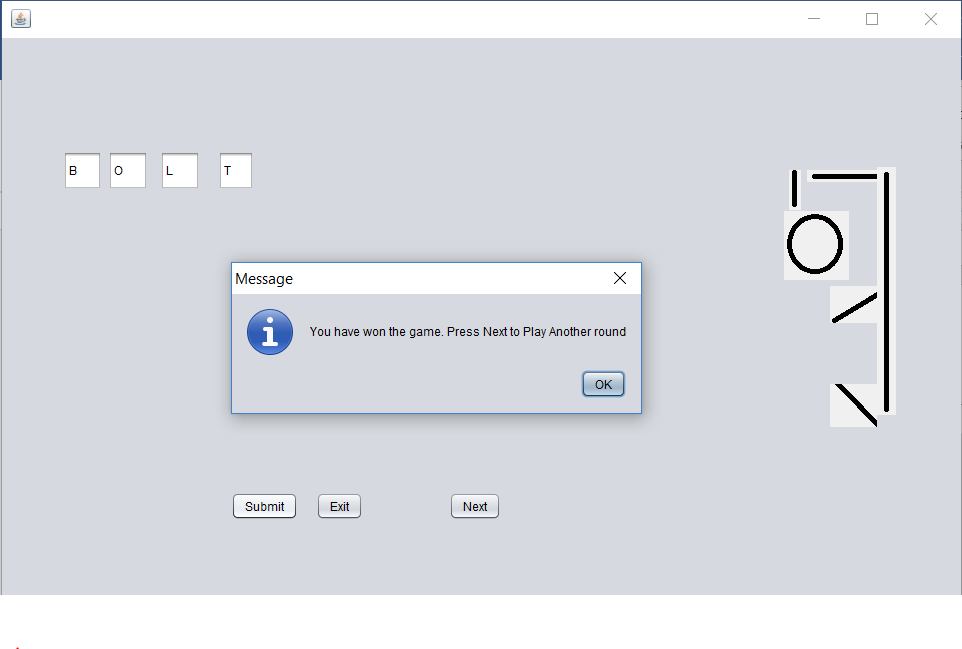 B O L T
Message
You have won the game. Press Next to Play Another round
OK
Submit Exit Next